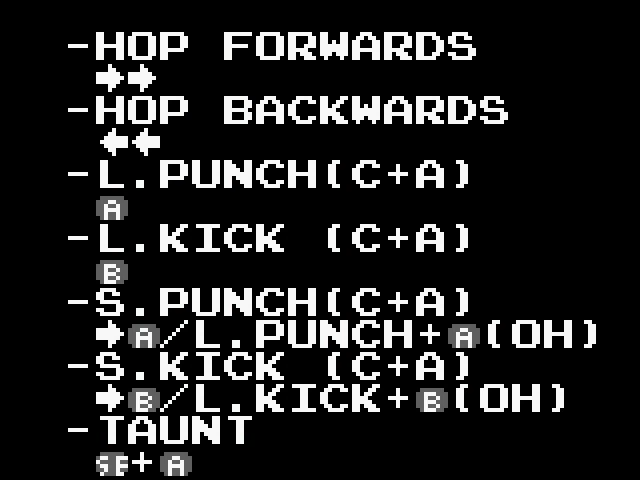 -HOP FORWARDS
➡➡
-HOP BACKWARDS
⬅⬅
-L.PUNCH(C+A)
A
-L.KICK (C+A)
B
-S.PUNCH(C+A)
➡A/L.PUNCH+A(OH)
-S.KICK (C+A)
➡B/L.KICK+B(OH)
-TAUNT
SE+ A